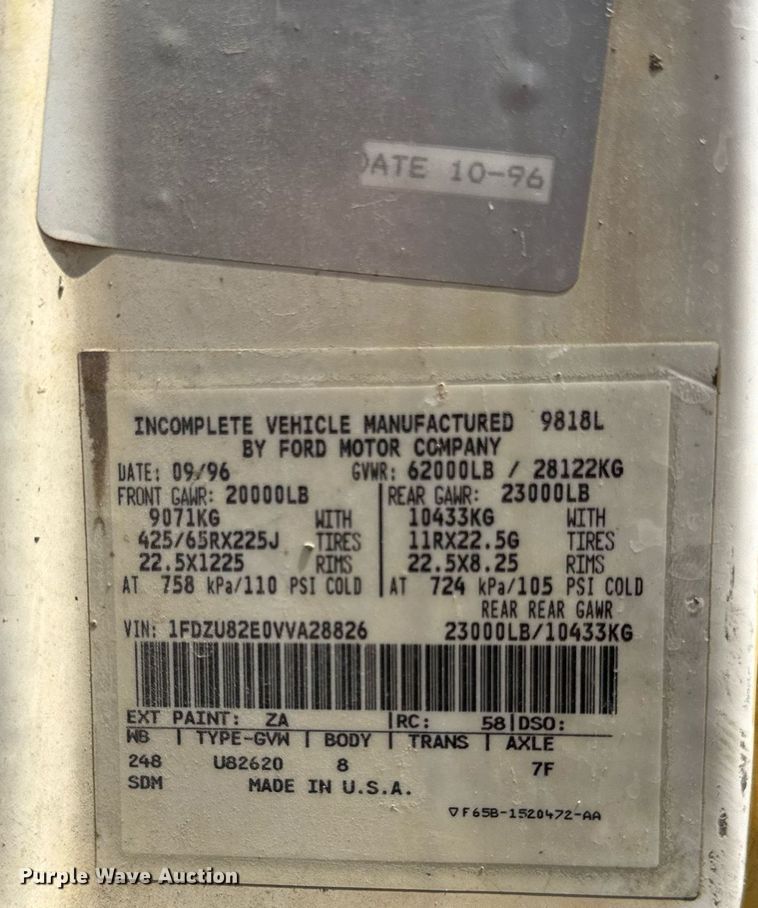 DATE 10-96
INCOMPLETE VEHICLE MANUFACTURED 9818L
BY FORD MOTOR COMPANY
DATE: 09/96 GVWR: 62000LB / 28122KG
FRONT GAWR: 20000LB REAR GAWR: 23000LB
9071KG WITH 10433KG WITH
425/65RX225J TIRES 11RX22.5G TIRES
22.5X1225 RIMS 22.5X8.25 RIMS
AT 758 kPa/110 PSI COLD AT 724 kPa/105 PSI COLD
REAR REAR GAWR
VIN: 1FDZU82E0VVA28826 23000LB/10433KG
EXT PAINT: ZA |RC: 58|DSO:
WB | TYPE-GVW | BODY | TRANS | AXLE
248 U82620 8 7F
SDM MADE IN U.S.A.
▽F65B-1520472-AA
Purple Wave Auction